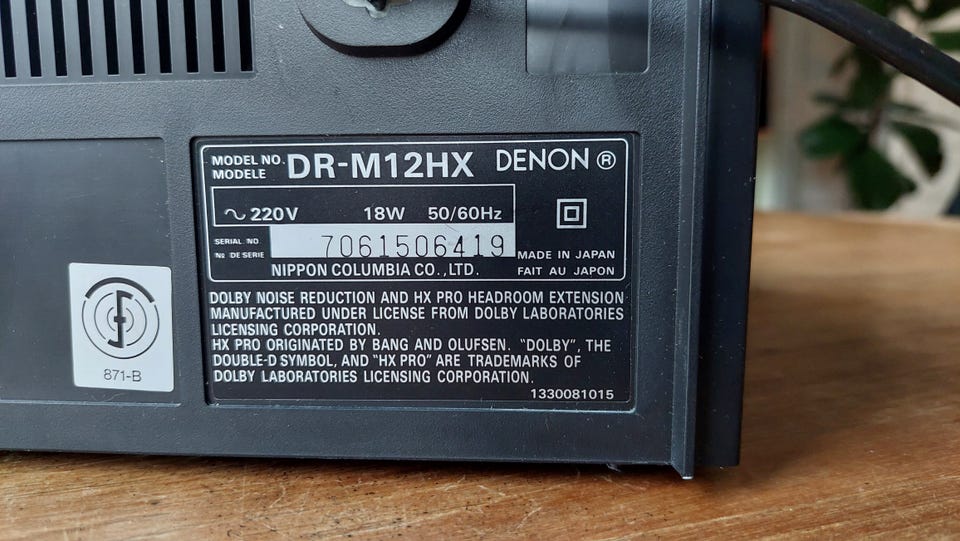 MODEL NO. DR-M12HX DENON ®
MODELE
~ 220V 18W 50/60Hz
SERIAL NO
№ DE SERIE
7061506419
MADE IN JAPAN
NIPPON COLUMBIA CO.,LTD. FAIT AU JAPON
DOLBY NOISE REDUCTION AND HX PRO HEADROOM EXTENSION
MANUFACTURED UNDER LICENSE FROM DOLBY LABORATORIES
LICENSING CORPORATION.
HX PRO ORIGINATED BY BANG AND OLUFSEN. "DOLBY", THE
DOUBLE-D SYMBOL, AND "HX PRO" ARE TRADEMARKS OF
DOLBY LABORATORIES LICENSING CORPORATION.
1330081015
871-B